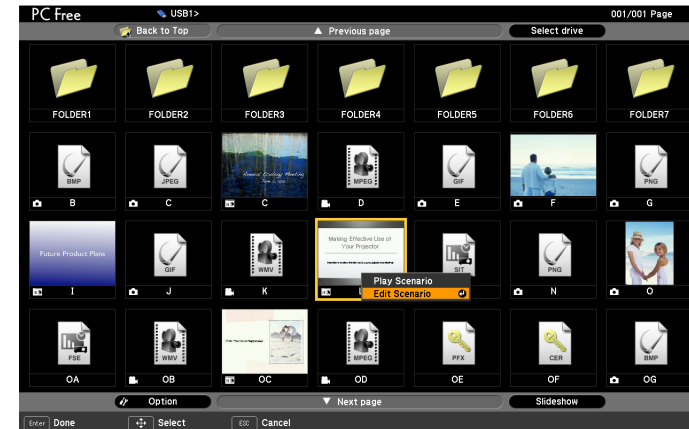 PC Free USB1> 001/001 Page
Back to Top Previous page Select drive
FOLDER1 FOLDER2 FOLDER3 FOLDER4 FOLDER5 FOLDER6 FOLDER7
BMP JPEG Annual Ecology Meeting MPEG GIF PNG
B C C D E F G
Future Product Plans GIF WMV Making Effective Use of
Your Projector SIT PNG
Play Scenario
Edit Scenario
I J K N O
FSE WMV MPEG PFX CER BMP
OA OB OC OD OE OF OG
Option Next page Slideshow
Enter Done Select ESC Cancel